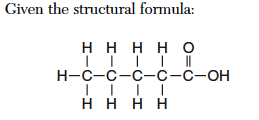 Given the structural formula:
H H H H O
H-C-C-C-C-C-OH
H H H H